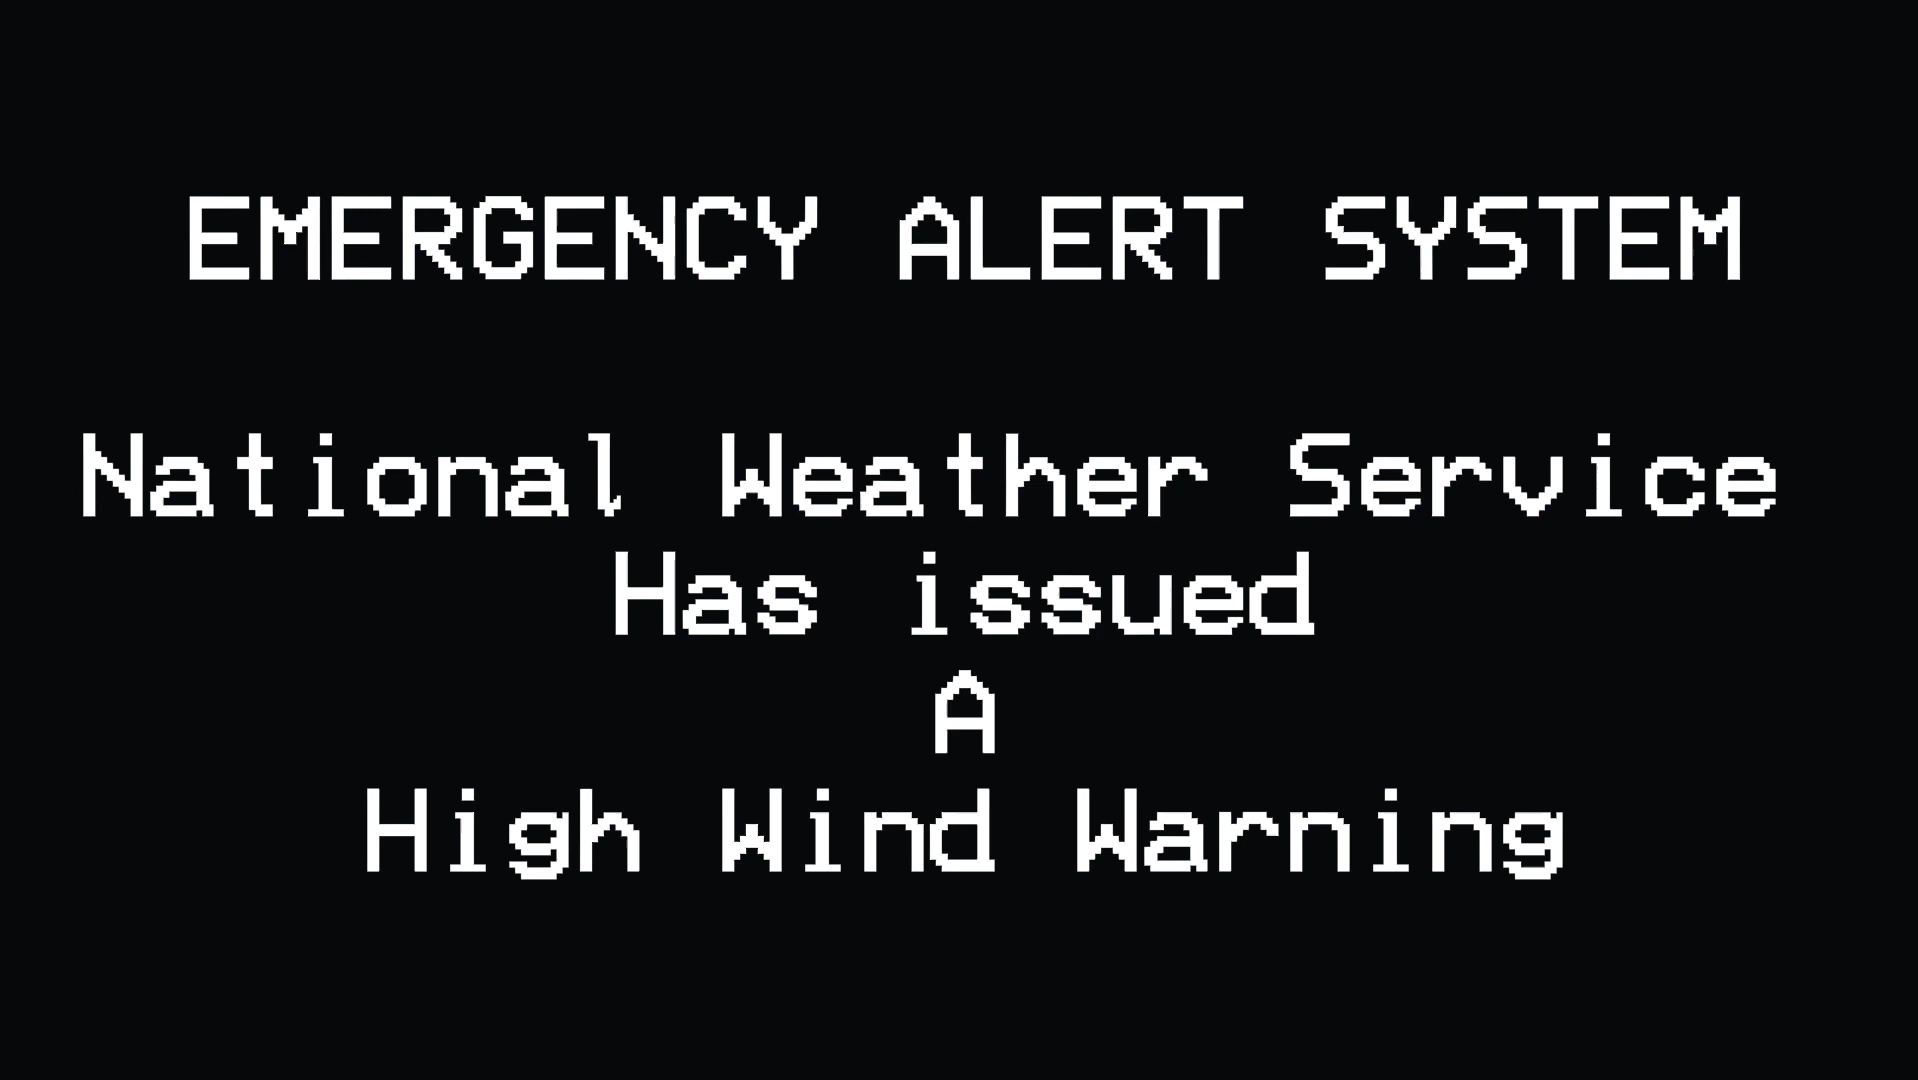 EMERGENCY ALERT SYSTEM
National Weather Service
Has issued
A
High Wind Warning